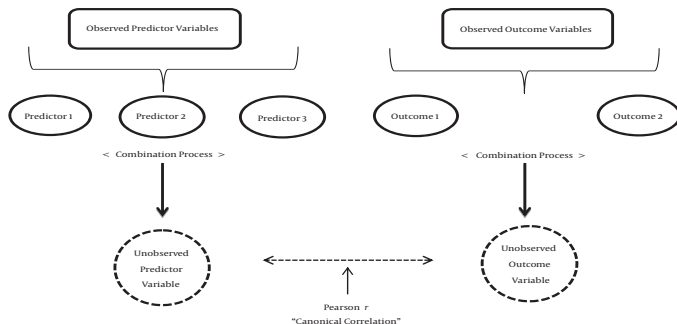 Observed Predictor Variables
Observed Outcome Variables
Predictor 1
Predictor 2
Predictor 3
Outcome 1
Outcome 2
< Combination Process >
< Combination Process >
Unobserved
Predictor
Variable
Unobserved
Outcome
Variable
Pearson r
“Canonical Correlation”